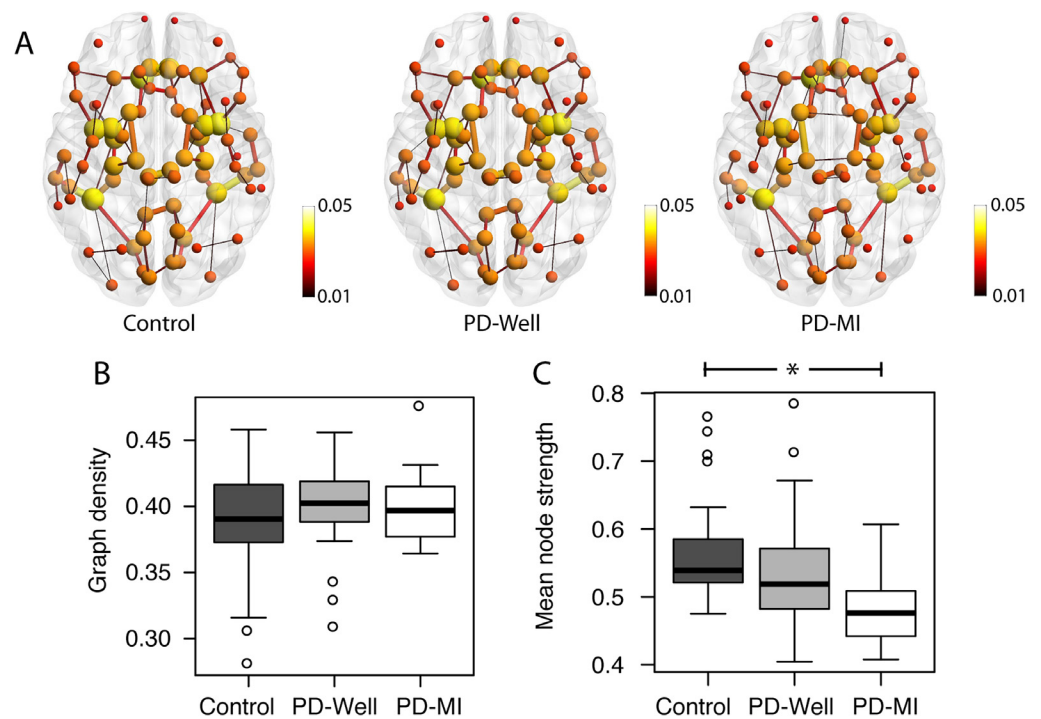 A
0.05
0.01
Control
0.05
0.01
PD-Well
0.05
0.01
PD-MI
B
Graph density
0.45
0.40
0.35
0.30
Control
PD-Well
PD-MI
C
*
Mean node strength
0.8
0.7
0.6
0.5
0.4
Control
PD-Well
PD-MI